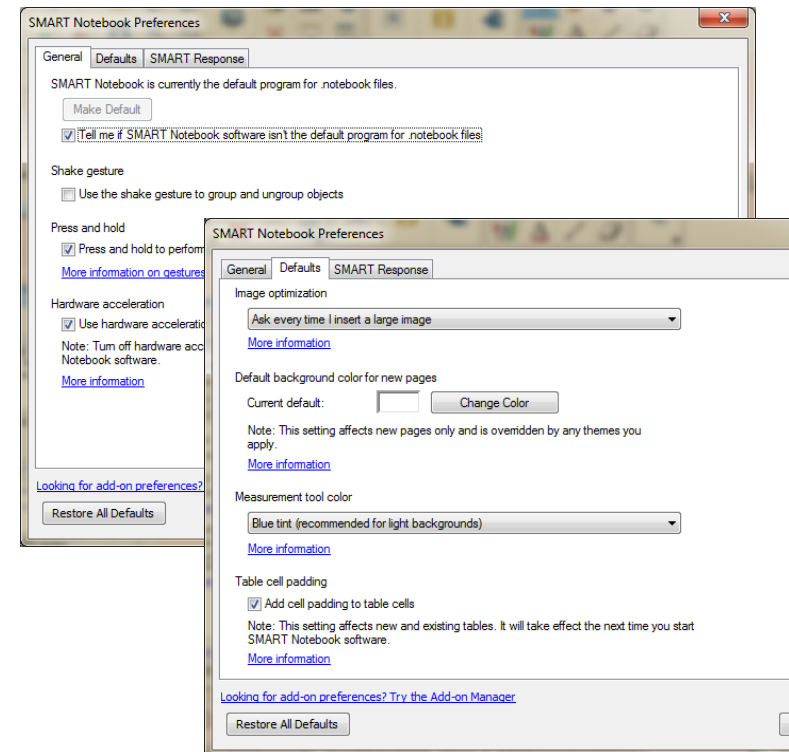 SMART Notebook Preferences
General Defaults SMART Response
SMART Notebook is currently the default program for .notebook files.
Make Default
Tell me if SMART Notebook software isn't the default program for .notebook files
Shake gesture
Use the shake gesture to group and ungroup objects
Press and hold
Press and hold to perform
More information on gestures
Hardware acceleration
Use hardware acceleratio
Note: Turn off hardware acc
Notebook software.
More information
Looking for add-on preferences?
Restore All Defaults
SMART Notebook Preferences
General Defaults SMART Response
Image optimization
Ask every time I insert a large image
More information
Default background color for new pages
Current default:
Change Color
Note: This setting affects new pages only and is overridden by any themes you
apply.
More information
Measurement tool color
Blue tint (recommended for light backgrounds)
More information
Table cell padding
Add cell padding to table cells
Note: This setting affects new and existing tables. It will take effect the next time you start
SMART Notebook software.
More information
Looking for add-on preferences? Try the Add-on Manager
Restore All Defaults